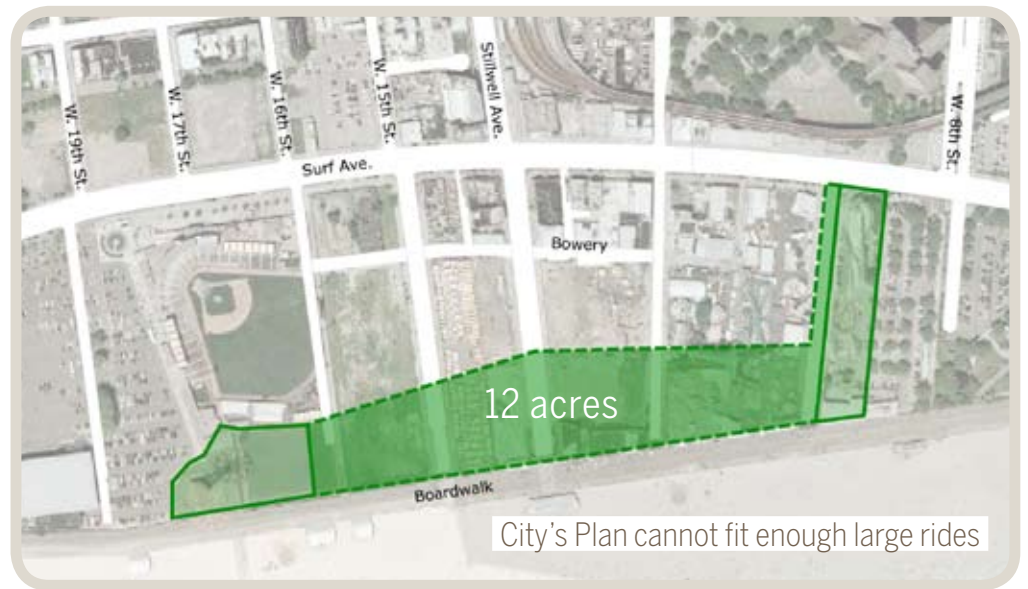 W. 19th St.
W. 17th St.
W. 16th St.
W. 15th St.
Stillwell Ave.
W. 8th St.
Surf Ave.
Bowery
12 acres
Boardwalk
City's Plan cannot fit enough large rides